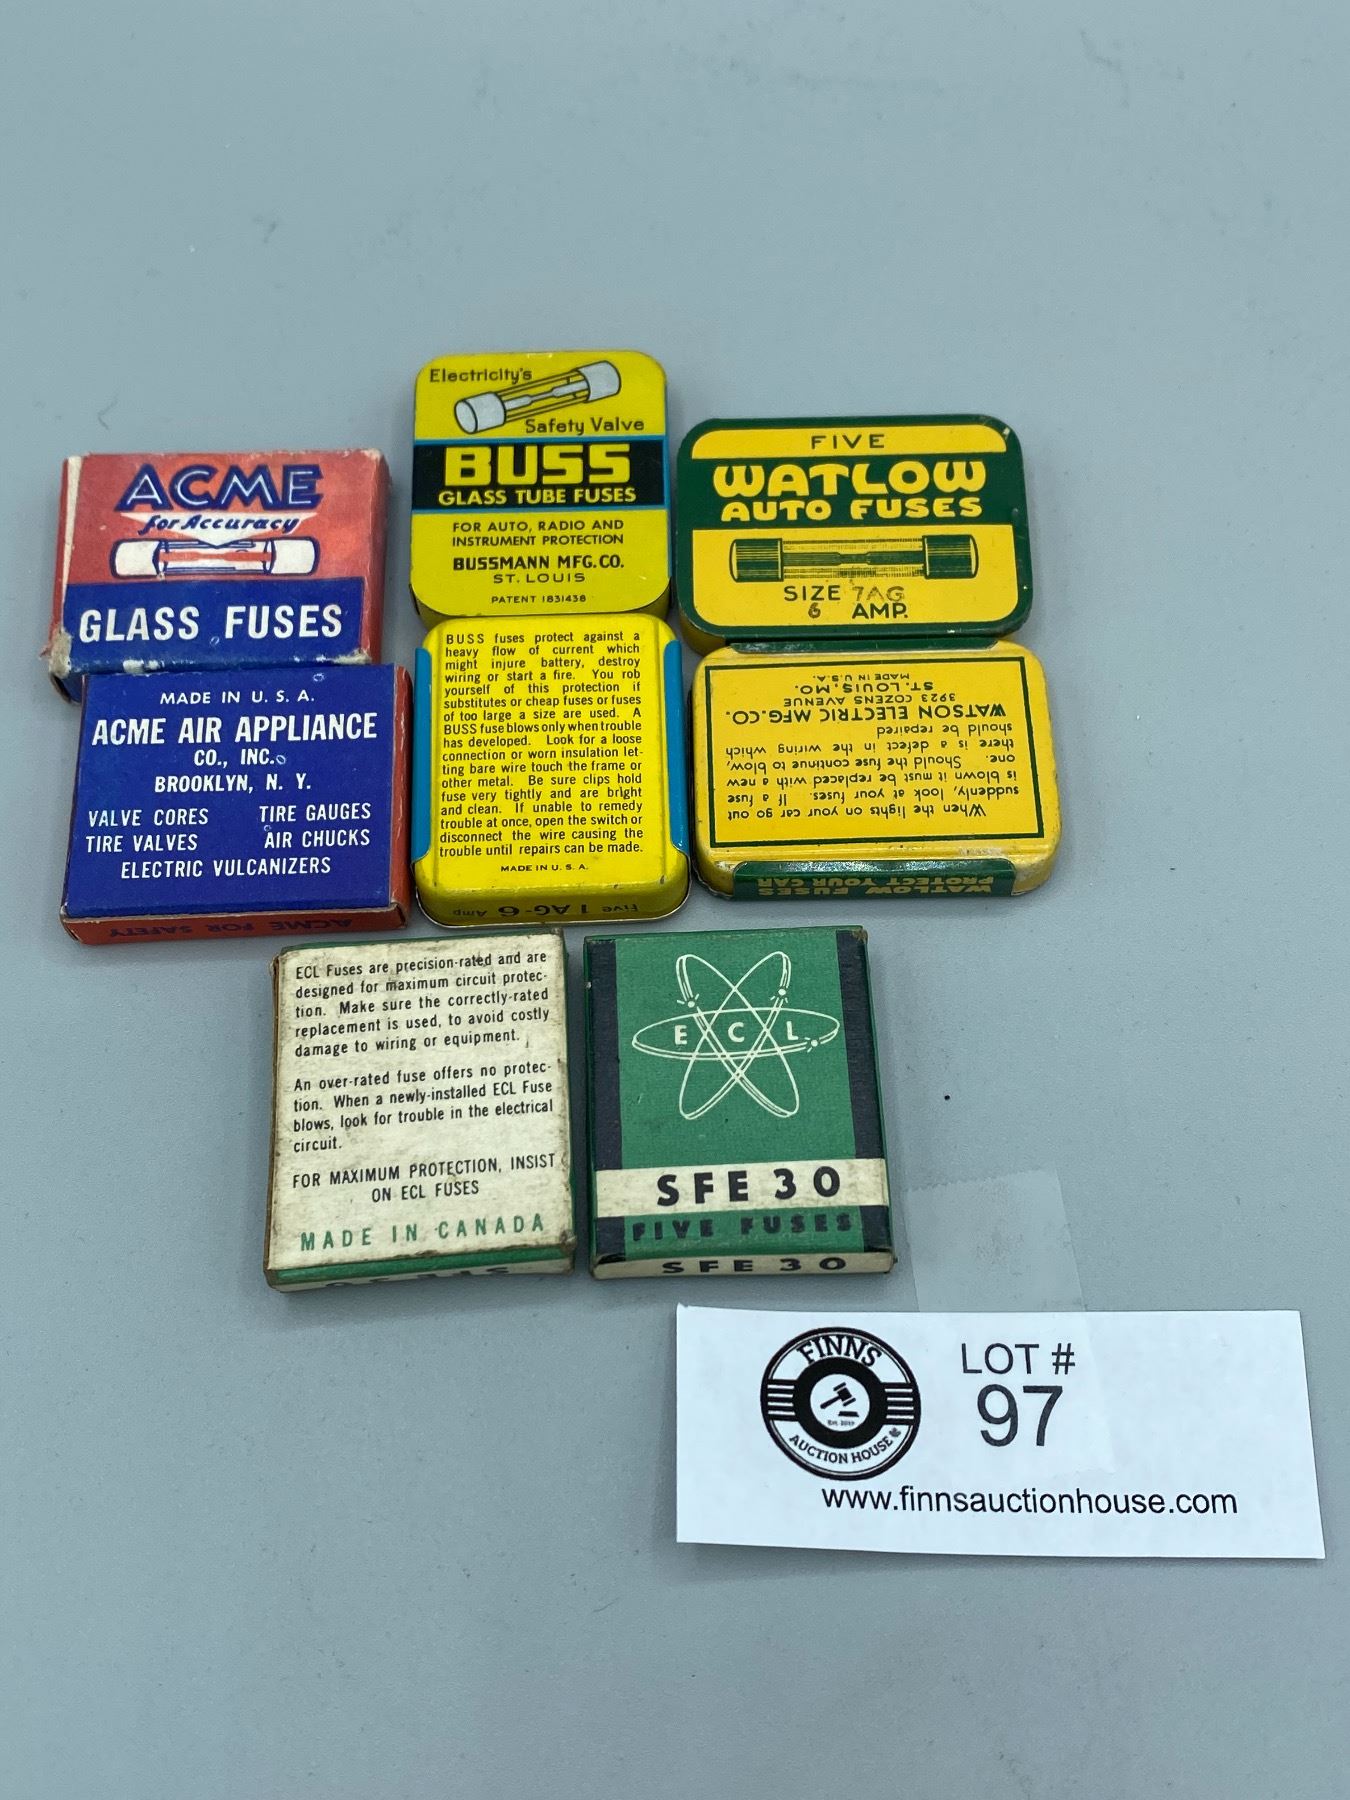 ACME
for Accuracy
GLASS FUSES
MADE IN U. S. A.
ACME AIR APPLIANCE
CO., INC.
BROOKLYN, N. Y.
VALVE CORES TIRE GAUGES
TIRE VALVES AIR CHUCKS
ELECTRIC VULCANIZERS
ACME FOR SAFETY
Electricity's
Safety Valve
BUSS
GLASS TUBE FUSES
FOR AUTO, RADIO AND
INSTRUMENT PROTECTION
BUSSMANN MFG. CO.
ST. LOUIS
PATENT 1831438
BUSS fuses protect against a
heavy flow of current which
might injure battery, destroy
wiring or start a fire. You rob
yourself of this protection if
substitutes or cheap fuses or fuses
of too large a size are used. A
BUSS fuse blows only when trouble
has developed. Look for a loose
connection or worn insulation let-
ting bare wire touch the frame or
other metal. Be sure clips hold
fuse very tightly and are bright
and clean. If unable to remedy
trouble at once, open the switch or
disconnect the wire causing the
trouble until repairs can be made.
MADE IN U. S. A.
Five 1 AG-6 Amp
FIVE
WATLOW
AUTO FUSES
SIZE 7AG
6 AMP.
When the lights on your car go out
suddenly, look at your fuses. If a fuse
is blown it must be replaced with a new
one. Should the fuse continue to blow,
there is a defect in the wiring which
should be repaired
WATSON ELECTRIC MFG. CO.
3923 COZENS AVENUE
ST. LOUIS, MO.
MADE IN U.S.A.
WATLOW FUSES
PROTECT YOUR CAR
ECL Fuses are precision-rated and are
designed for maximum circuit protec-
tion. Make sure the correctly-rated
replacement is used, to avoid costly
damage to wiring or equipment.
An over-rated fuse offers no protec-
tion. When a newly-installed ECL Fuse
blows, look for trouble in the electrical
circuit.
FOR MAXIMUM PROTECTION, INSIST
ON ECL FUSES
MADE IN CANADA
SFE 30
E C L
SFE 30
FIVE FUSES
SFE 30
FINNS
EST. 2017
AUCTION HOUSE
LOT #
97
www.finnsauctionhouse.com